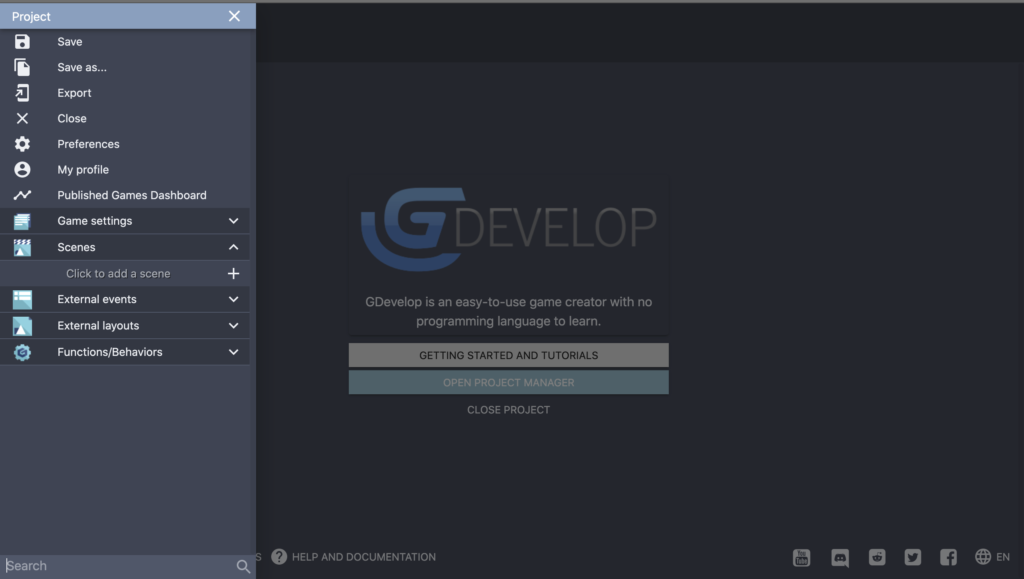 Project
Save
Save as...
Export
Close
Preferences
My profile
Published Games Dashboard
Game settings
Scenes
Click to add a scene
External events
External layouts
Functions/Behaviors
Search
GDEVELOP
GDevelop is an easy-to-use game creator with no
programming language to learn.
GETTING STARTED AND TUTORIALS
OPEN PROJECT MANAGER
CLOSE PROJECT
S
? HELP AND DOCUMENTATION
You Tube
EN